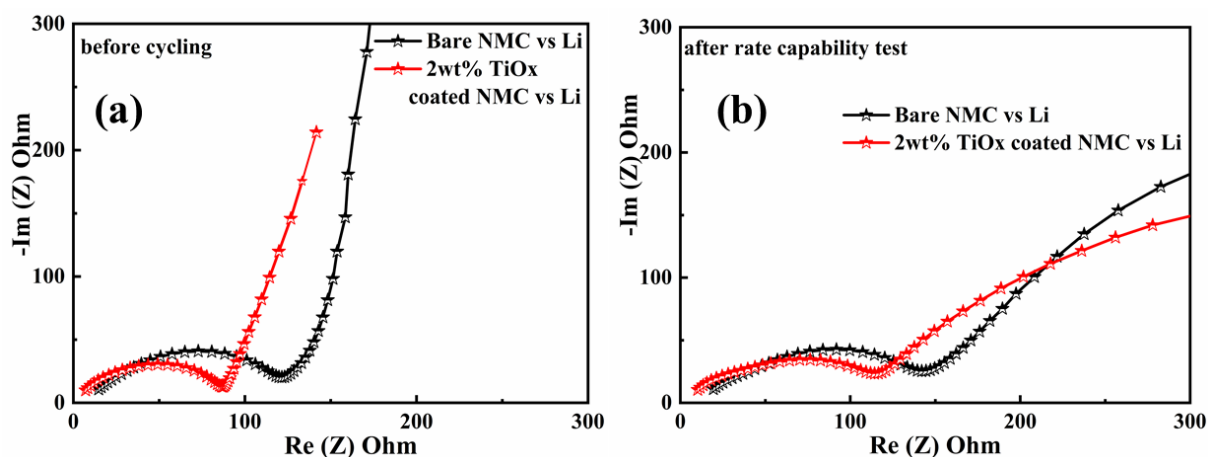 before cycling
(a)
Bare NMC vs Li
2wt% TiOx
coated NMC vs Li
-Im (Z) Ohm
300
200
100
0
0
100
200
300
Re (Z) Ohm
after rate capability test
(b)
Bare NMC vs Li
2wt% TiOx coated NMC vs Li
-Im (Z) Ohm
300
200
100
0
0
100
200
300
Re (Z) Ohm